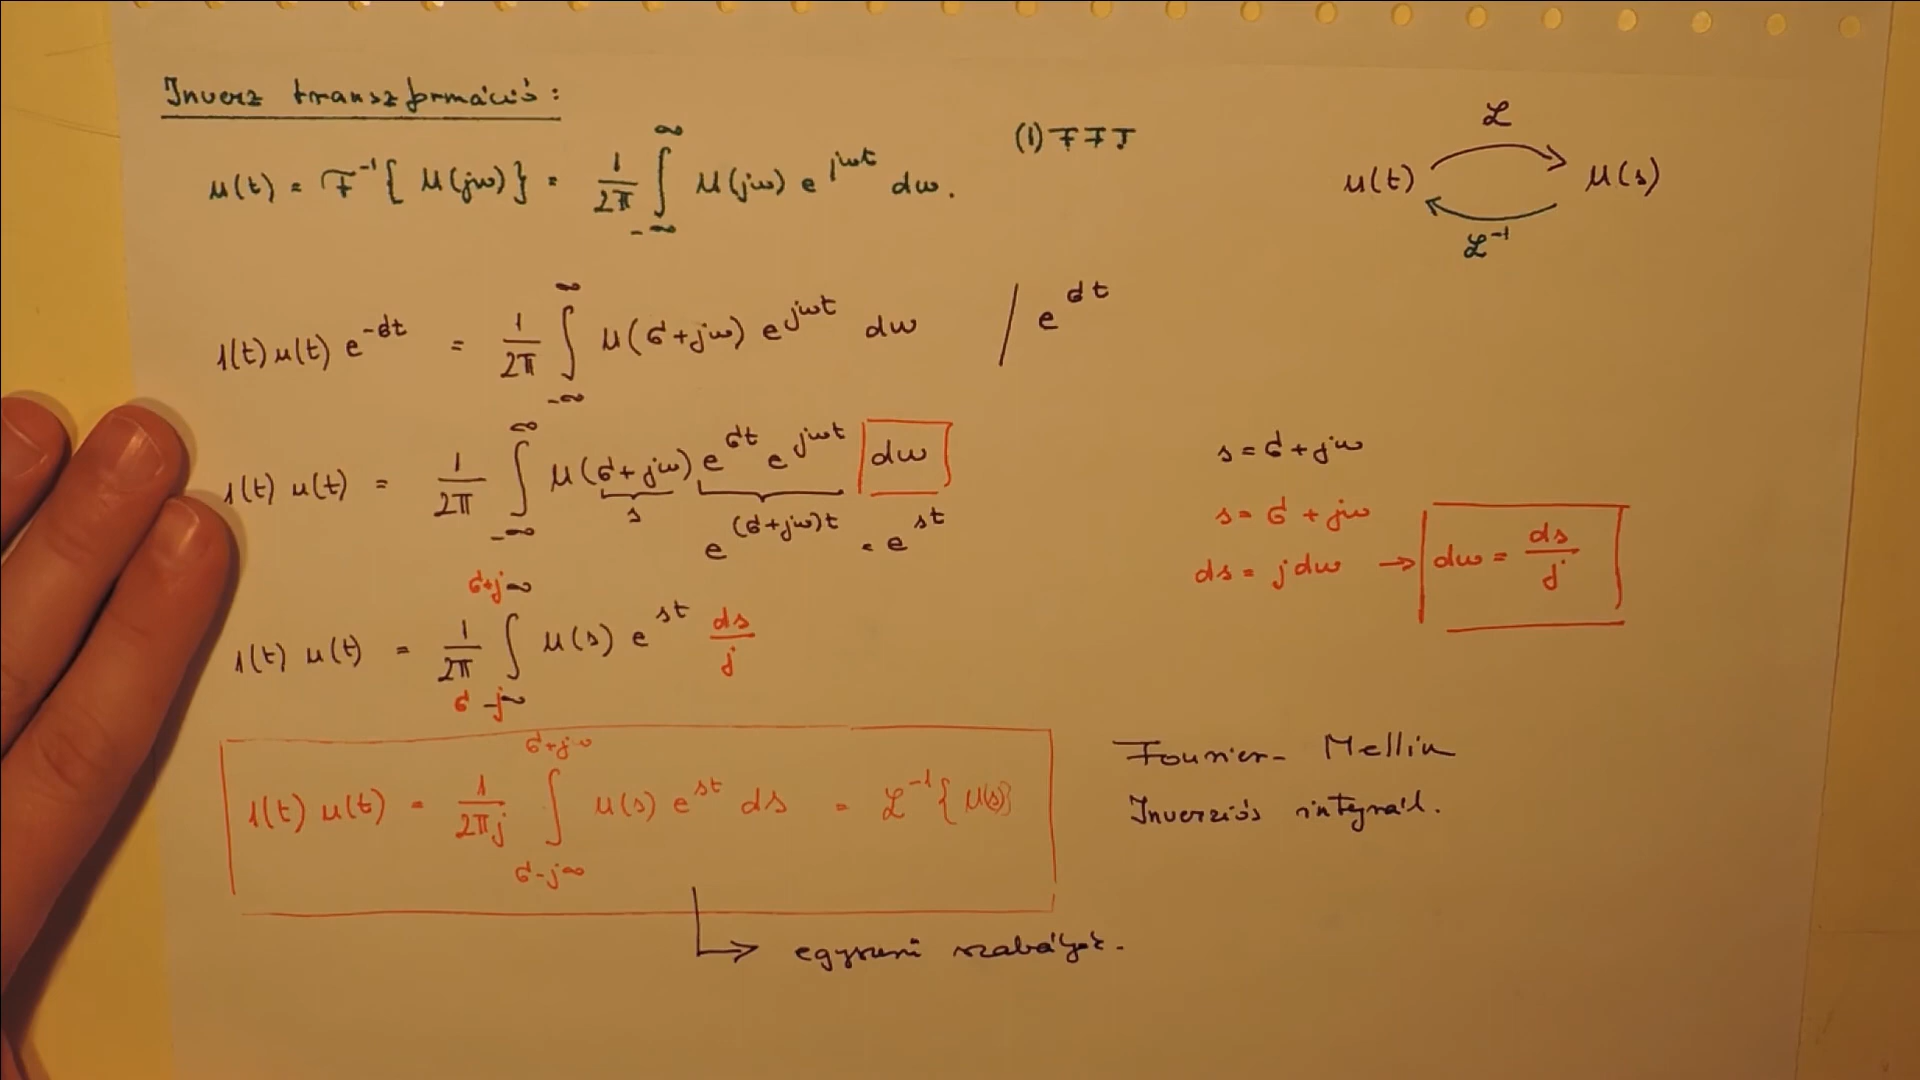 Inverz transzformáció:
u(t) = F⁻¹{ U(jω) } = 1/2π ∫_{-∞}^{∞} U(jω) e^{jωt} dω.
(I) FFT
ℒ
u(t) U(s)
ℒ⁻¹
1(t) u(t) e^{-σt} = 1/2π ∫_{-∞}^{∞} U(σ+jω) e^{jωt} dω / e^{σt}
1(t) u(t) = 1/2π ∫_{-∞}^{∞} U(σ+jω) e^{σt} e^{jωt} dω
s e^{(σ+jω)t} = e^{st}
s = σ + jω
s = σ + jω
ds = j dω → dω = ds/j
1(t) u(t) = 1/2π ∫_{σ-j∞}^{σ+j∞} U(s) e^{st} ds/j
1(t) u(t) = 1/2πj ∫_{σ-j∞}^{σ+j∞} U(s) e^{st} ds = ℒ⁻¹{ U(s) }
Fourier-Mellin
Inverziós integrál.
→ egyszerű szabályok.